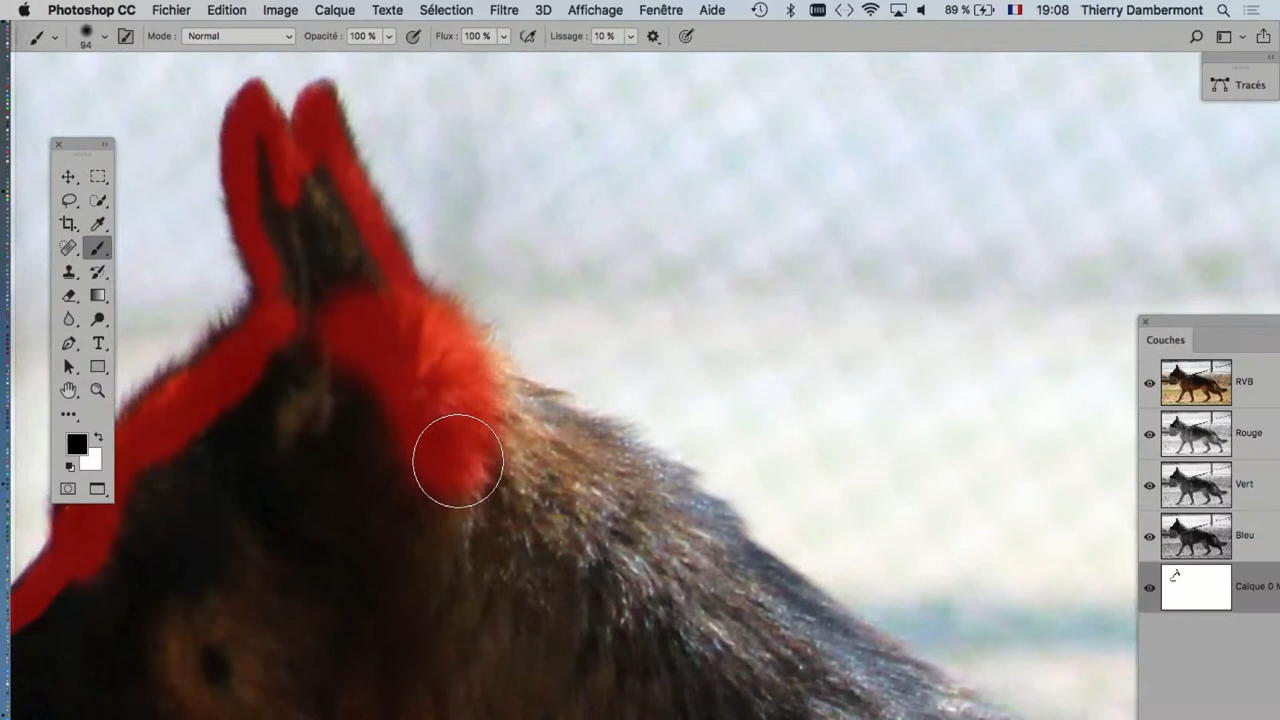 Photoshop CC Fichier Edition Image Calque Texte Sélection Filtre 3D Affichage Fenêtre Aide 89 % 19:08 Thierry Dambermont
94 Mode : Normal Opacité : 100 % Flux : 100 % Lissage : 10 %
Tracés
Couches
RVB
Rouge
Vert
Bleu
Calque 0 M